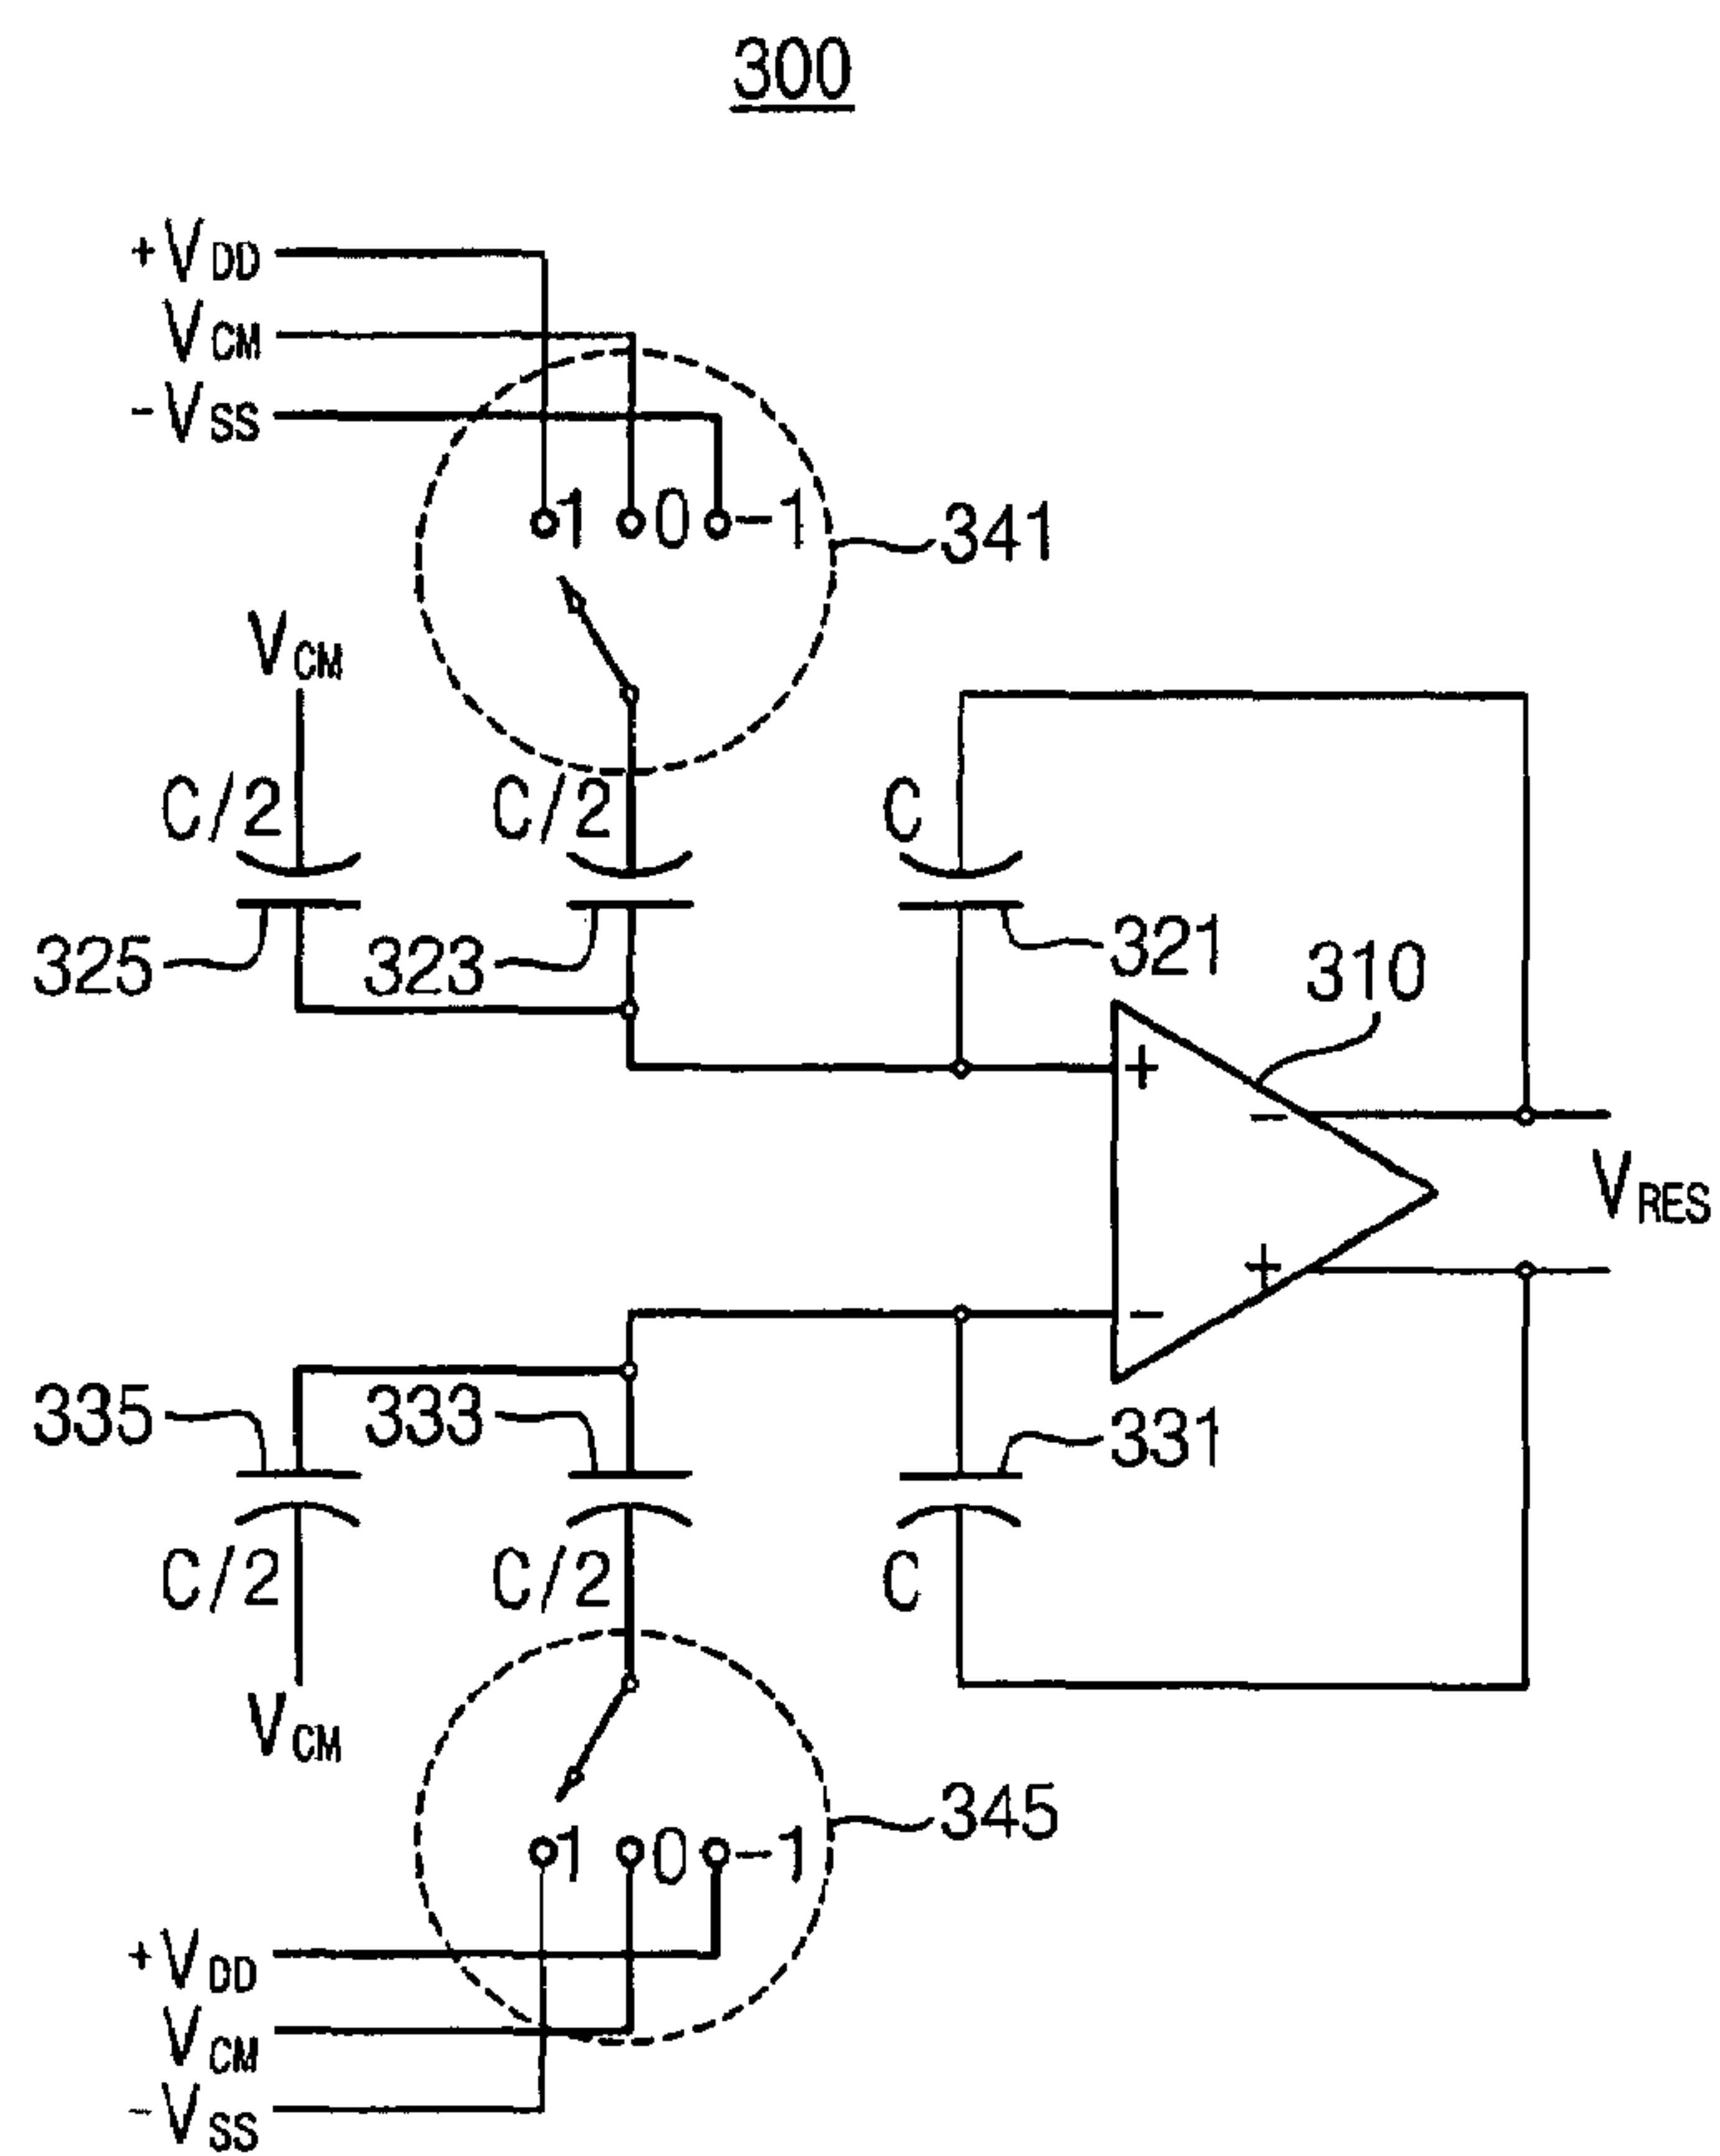 300
+VDD
VCM
-VSS
1 0 -1
341
VCM
C/2 C/2 C
325 323 321
310
+
-
VRES
+
-
335 333 331
C/2 C/2 C
VCM
345
1 0 -1
+VDD
VCM
-VSS